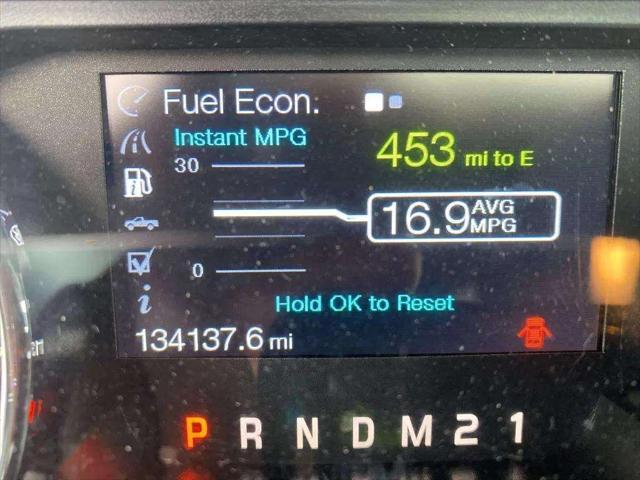 Fuel Econ.
Instant MPG
453 mi to E
30
16.9 AVG MPG
0
Hold OK to Reset
134137.6 mi
P R N D M 2 1